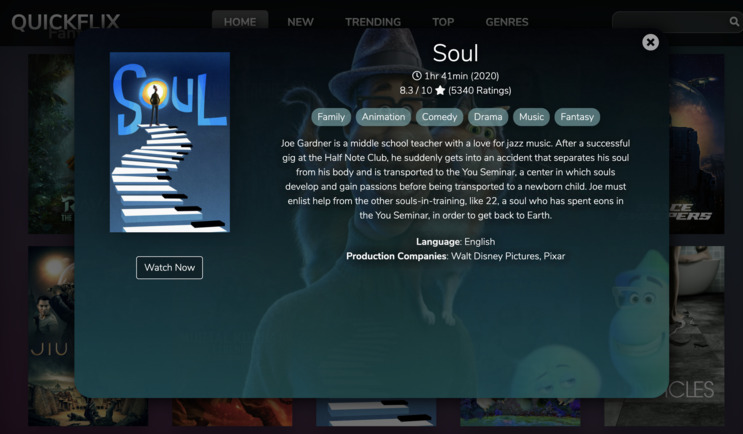 QUICKFLIX
HOME
NEW
TRENDING
TOP
GENRES
SOUL
Soul
1hr 41min (2020)
8.3 / 10 (5340 Ratings)
Family
Animation
Comedy
Drama
Music
Fantasy
Joe Gardner is a middle school teacher with a love for jazz music. After a successful
gig at the Half Note Club, he suddenly gets into an accident that separates his soul
from his body and is transported to the You Seminar, a center in which souls
develop and gain passions before being transported to a newborn child. Joe must
enlist help from the other souls-in-training, like 22, a soul who has spent eons in
the You Seminar, in order to get back to Earth.
Language: English
Production Companies: Walt Disney Pictures, Pixar
Watch Now